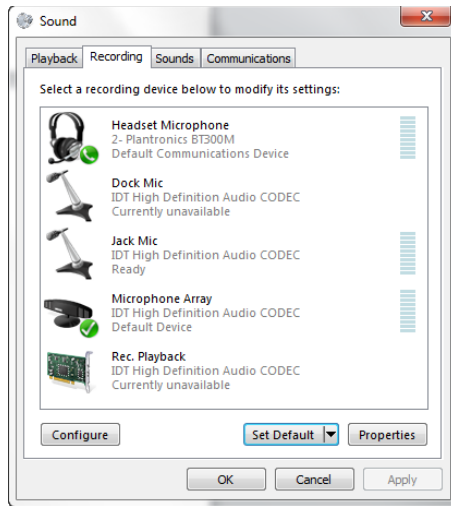 Sound
Playback Recording Sounds Communications
Select a recording device below to modify its settings:
Headset Microphone
2- Plantronics BT300M
Default Communications Device
Dock Mic
IDT High Definition Audio CODEC
Currently unavailable
Jack Mic
IDT High Definition Audio CODEC
Ready
Microphone Array
IDT High Definition Audio CODEC
Default Device
Rec. Playback
IDT High Definition Audio CODEC
Currently unavailable
Configure Set Default Properties
OK Cancel Apply